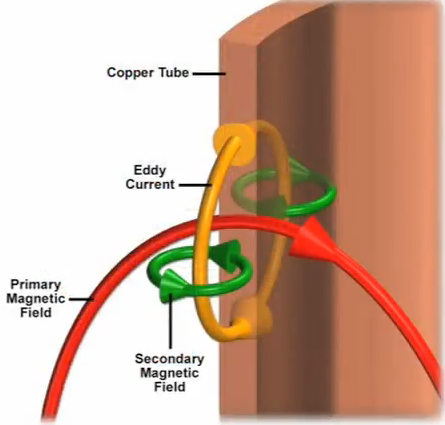 Copper Tube
Eddy
Current
Primary
Magnetic
Field
Secondary
Magnetic
Field